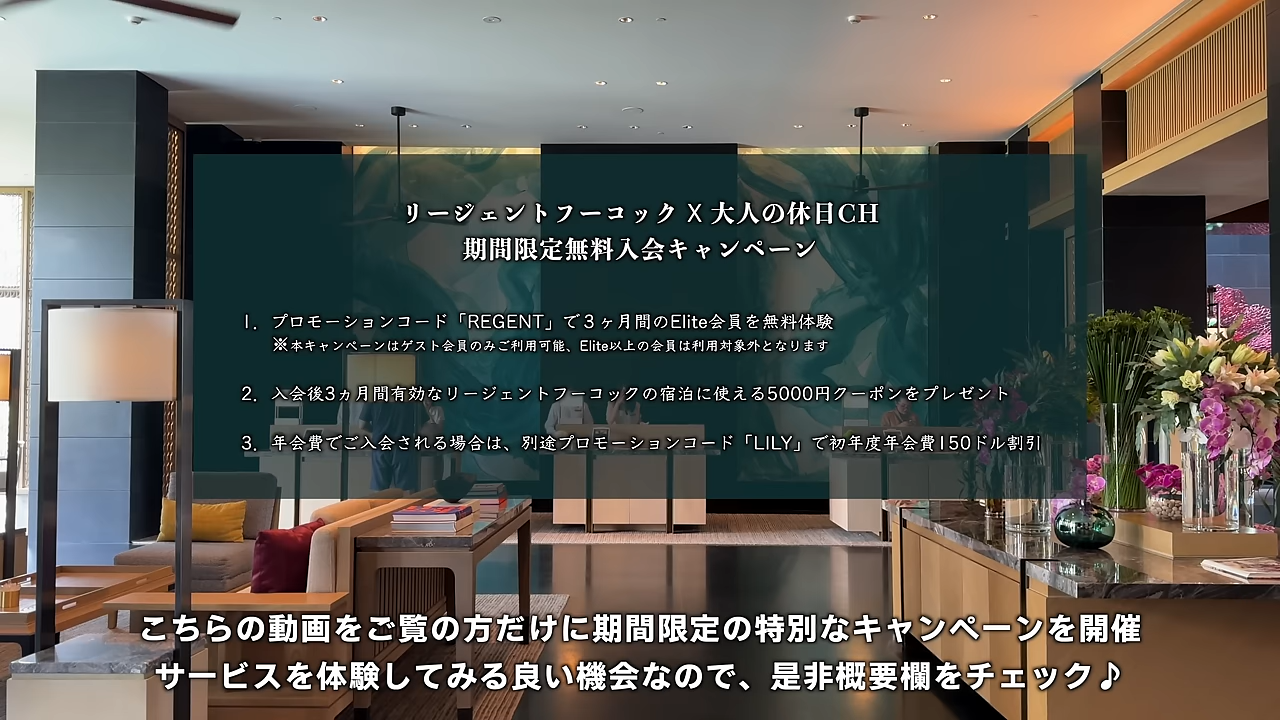 リージェントフーコック X 大人の休日CH
期間限定無料入会キャンペーン
1. プロモーションコード「REGENT」で３ヶ月間のElite会員を無料体験
※本キャンペーンはゲスト会員のみご利用可能、Elite以上の会員は利用対象外となります
2. 入会後3ヵ月間有効なリージェントフーコックの宿泊に使える5000円クーポンをプレゼント
3. 年会費でご入会される場合は、別途プロモーションコード「LILY」で初年度年会費150ドル割引
こちらの動画をご覧の方だけに期間限定の特別なキャンペーンを開催
サービスを体験してみる良い機会なので、是非概要欄をチェック♪